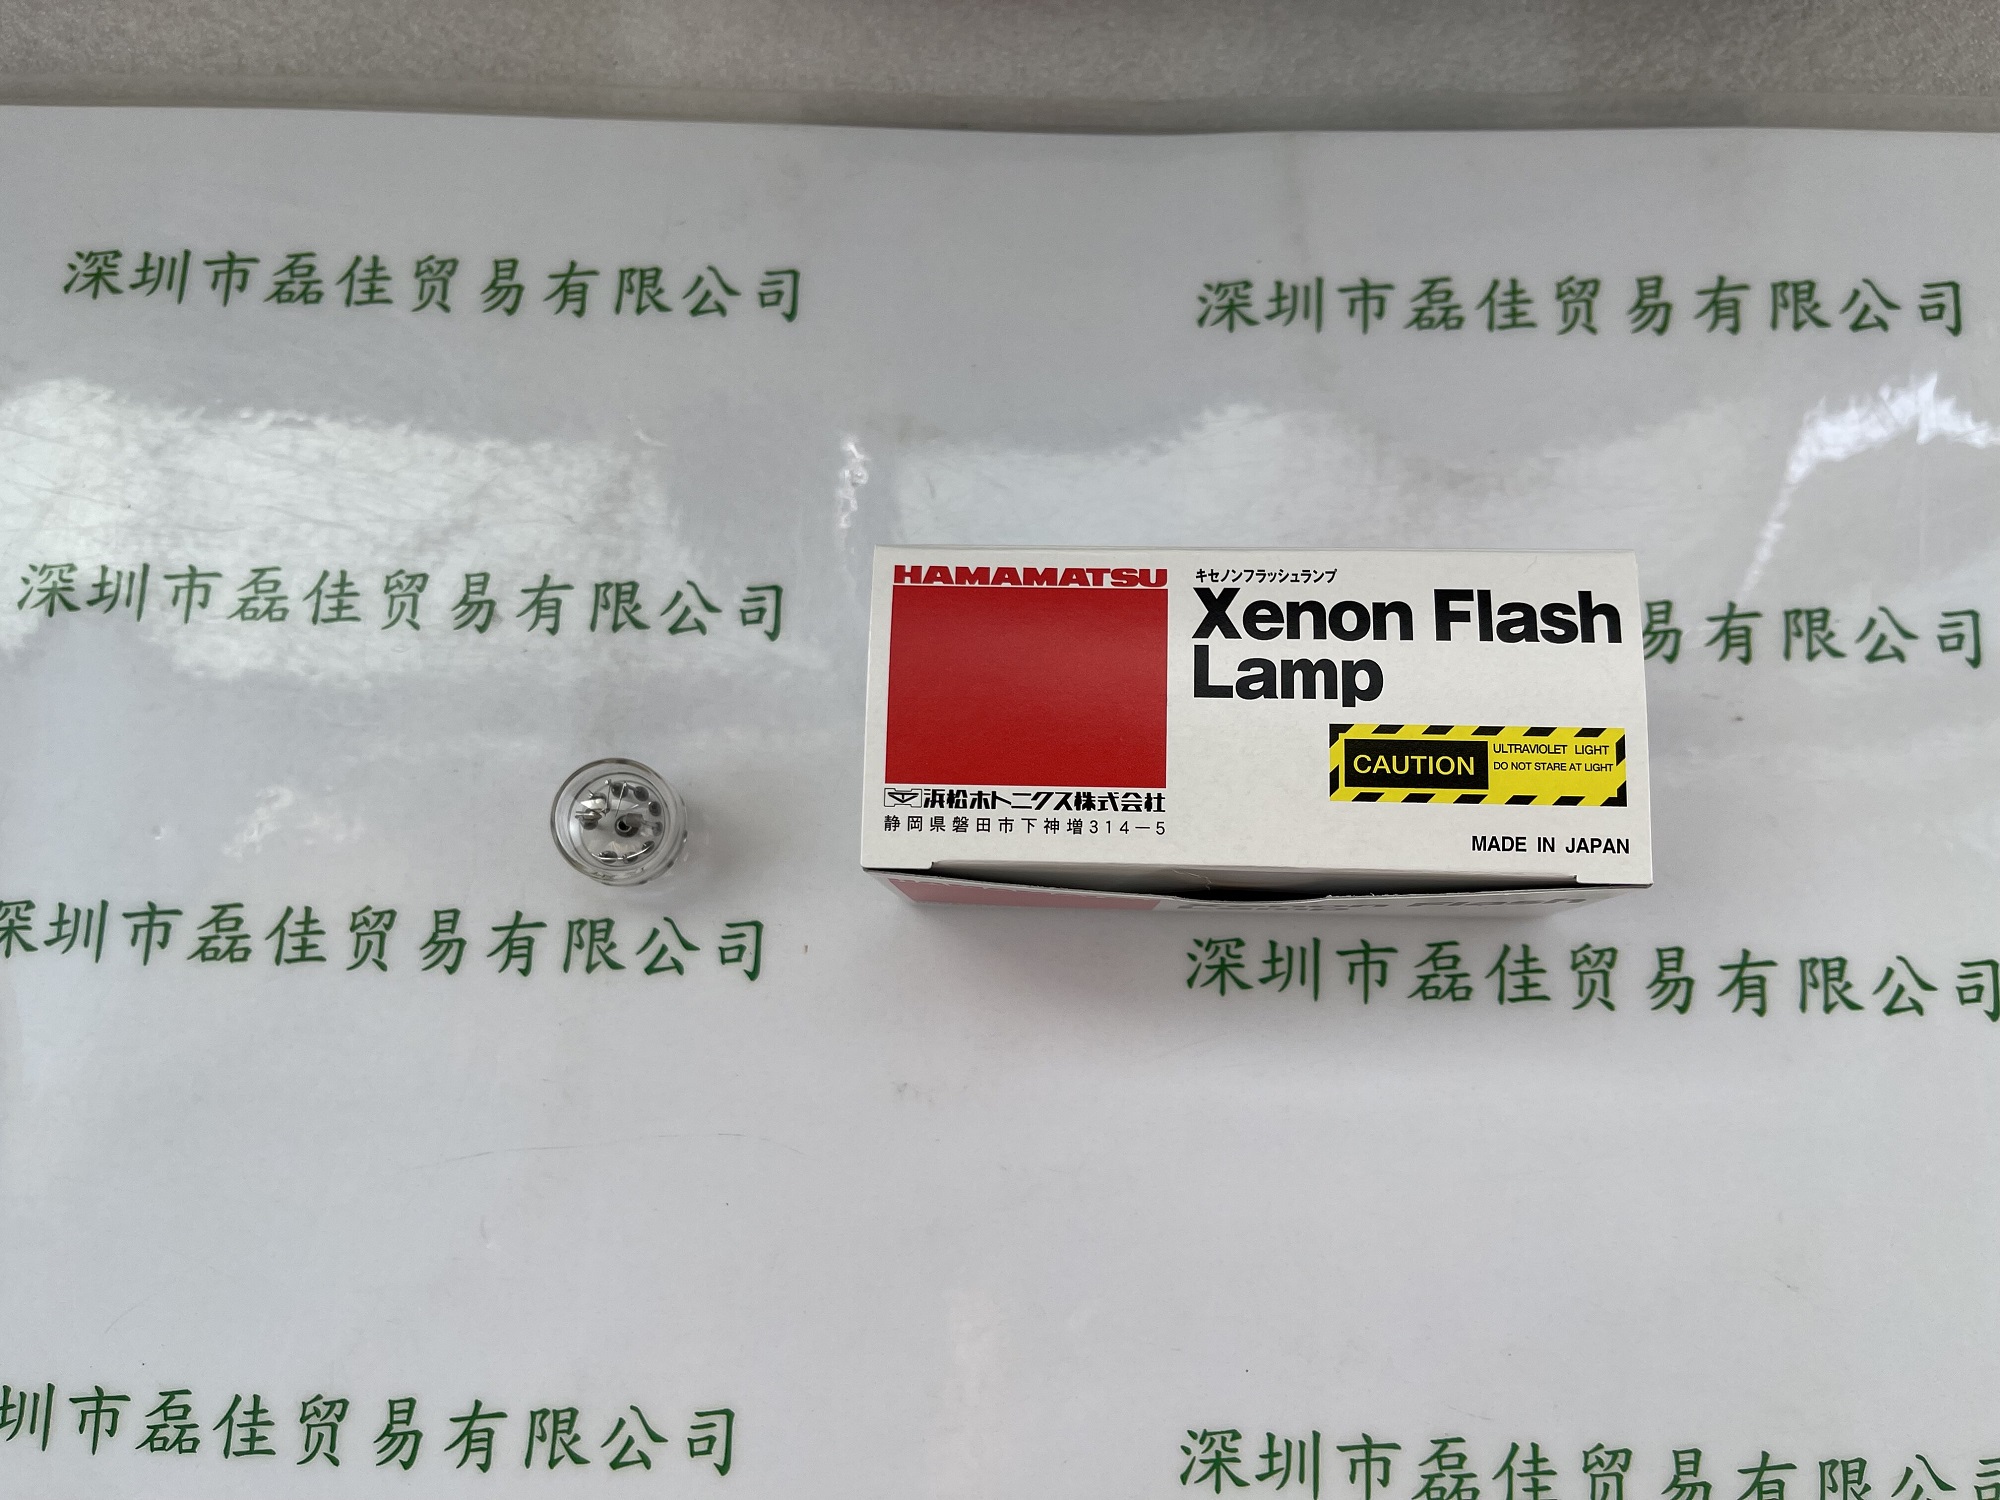 深圳市磊佳贸易有限公司
深圳市磊佳贸易有限公司
深圳市磊佳贸易有限公司
易有限公司
HAMAMATSU
キセノンフラッシュランプ
Xenon Flash
Lamp
CAUTION
ULTRAVIOLET LIGHT
DO NOT STARE AT LIGHT
浜松ホトニクス株式会社
静岡県磐田市下神増314-5
MADE IN JAPAN
深圳市磊佳贸易有限公司
深圳市磊佳贸易有限公司
圳市磊佳贸易有限公司
深圳市磊佳贸易有限公司